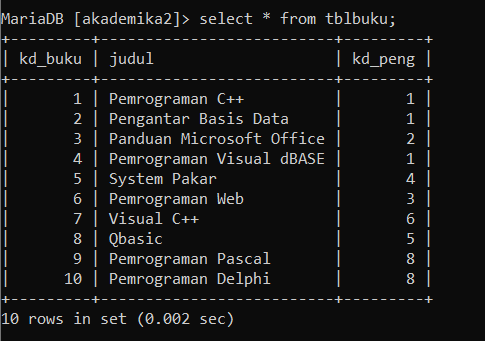 MariaDB [akademika2]> select * from tblbuku;
+---------+--------------------------+---------+
| kd_buku | judul                    | kd_peng |
+---------+--------------------------+---------+
|       1 | Pemrograman C++          |       1 |
|       2 | Pengantar Basis Data     |       1 |
|       3 | Panduan Microsoft Office |       2 |
|       4 | Pemrograman Visual dBASE |       1 |
|       5 | System Pakar             |       4 |
|       6 | Pemrograman Web          |       3 |
|       7 | Visual C++               |       6 |
|       8 | Qbasic                   |       5 |
|       9 | Pemrograman Pascal       |       8 |
|      10 | Pemrograman Delphi       |       8 |
+---------+--------------------------+---------+
10 rows in set (0.002 sec)